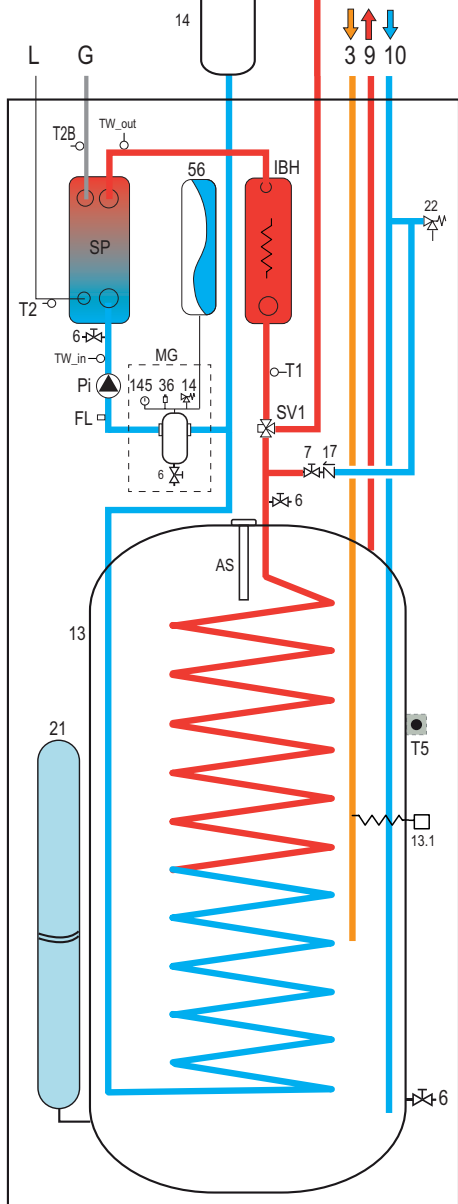 14
L G 3 9 10
T2B TW_out
56 IBH
22
SP
T2
6
TW_in MG
T1
Pi 145 36 14
FL SV1
7 17
6
6
AS
13
21
T5
13.1
6